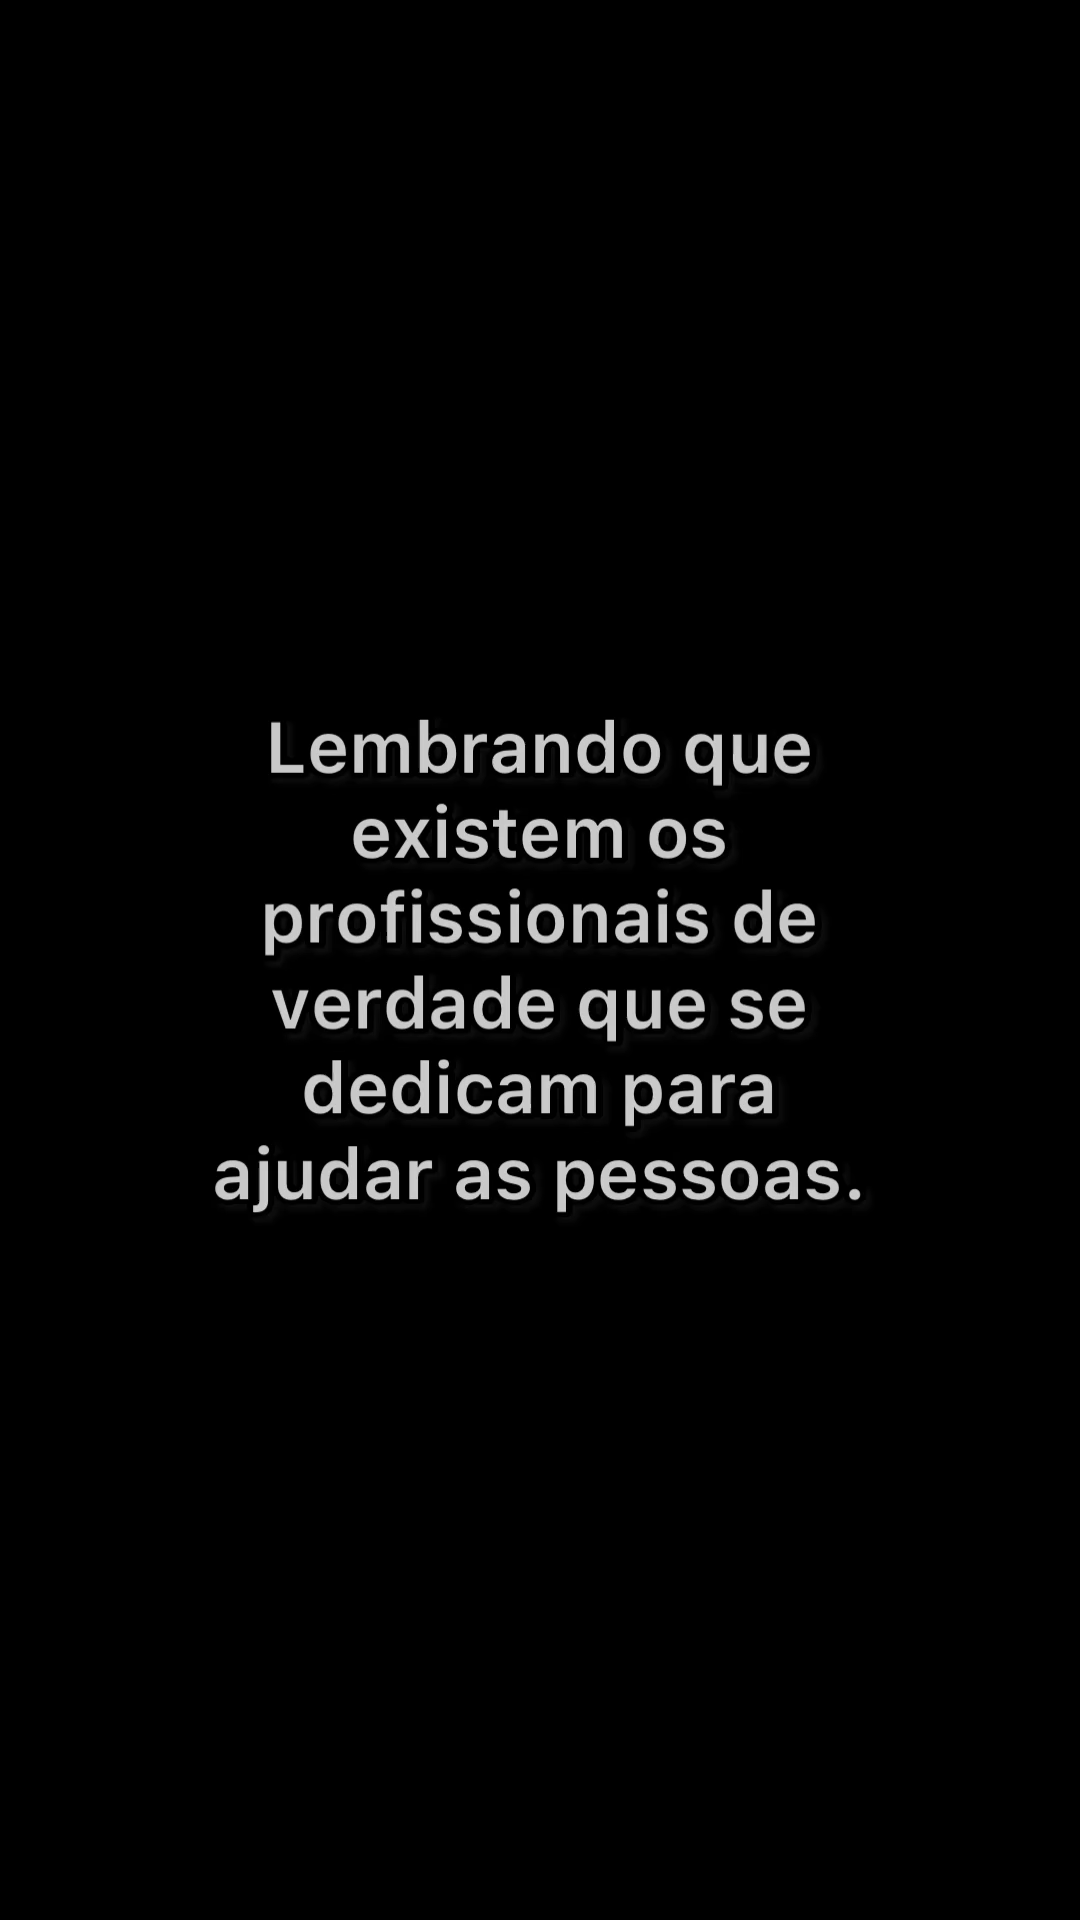 Lembrando que
existem os
profissionais de
verdade que se
dedicam para
ajudar as pessoas.